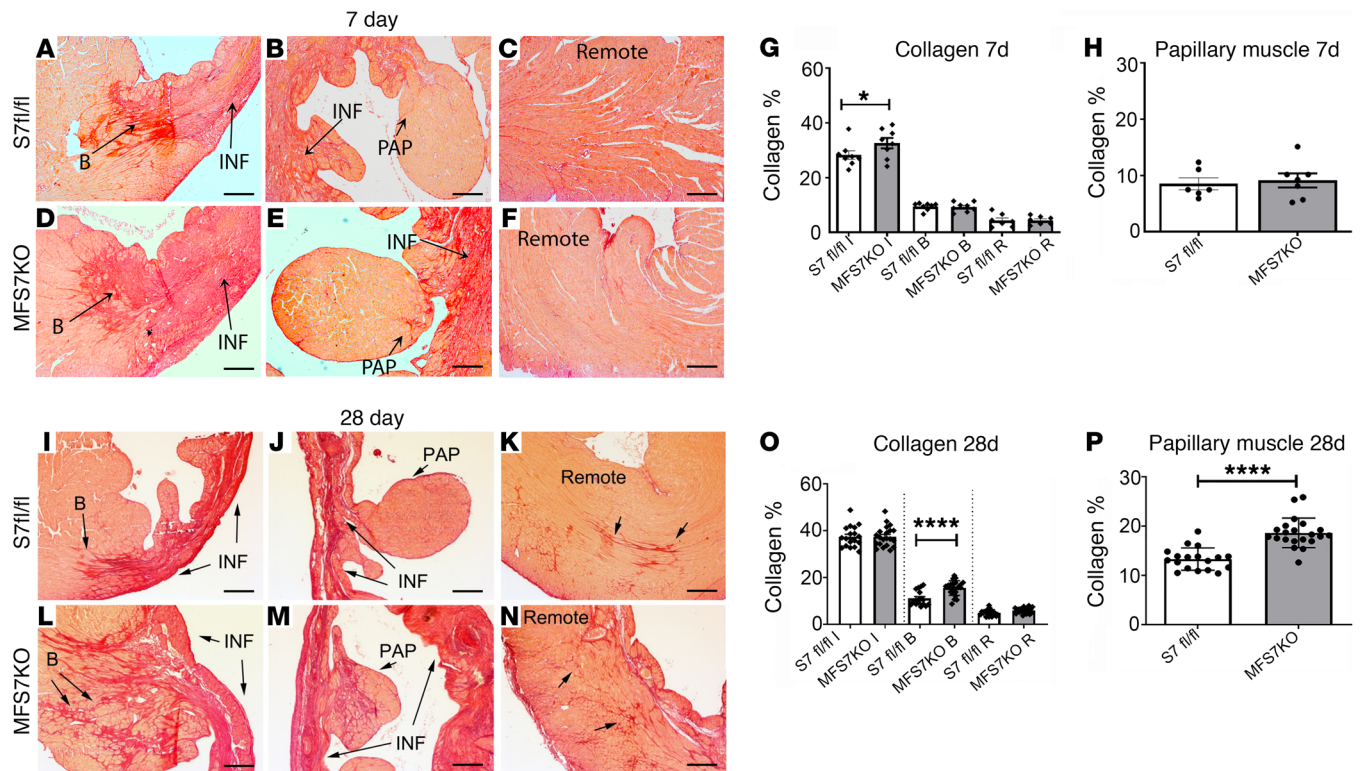 7 day
S7fl/fl
A
B
INF
B
INF
PAP
C
Remote
MFS7KO
D
B
INF
E
INF
PAP
F
Remote
G
Collagen 7d
Collagen %
60
40
20
0
*
S7 fl/fl I
MFS7KO I
S7 fl/fl B
MFS7KO B
S7 fl/fl R
MFS7KO R
H
Papillary muscle 7d
Collagen %
30
20
10
0
S7 fl/fl
MFS7KO
28 day
S7fl/fl
I
B
INF
J
PAP
INF
K
Remote
MFS7KO
L
B
INF
M
PAP
INF
N
Remote
O
Collagen 28d
Collagen %
60
40
20
0
****
S7 fl/fl I
MFS7KO I
S7 fl/fl B
MFS7KO B
S7 fl/fl R
MFS7KO R
P
Papillary muscle 28d
Collagen %
30
20
10
0
****
S7 fl/fl
MFS7KO